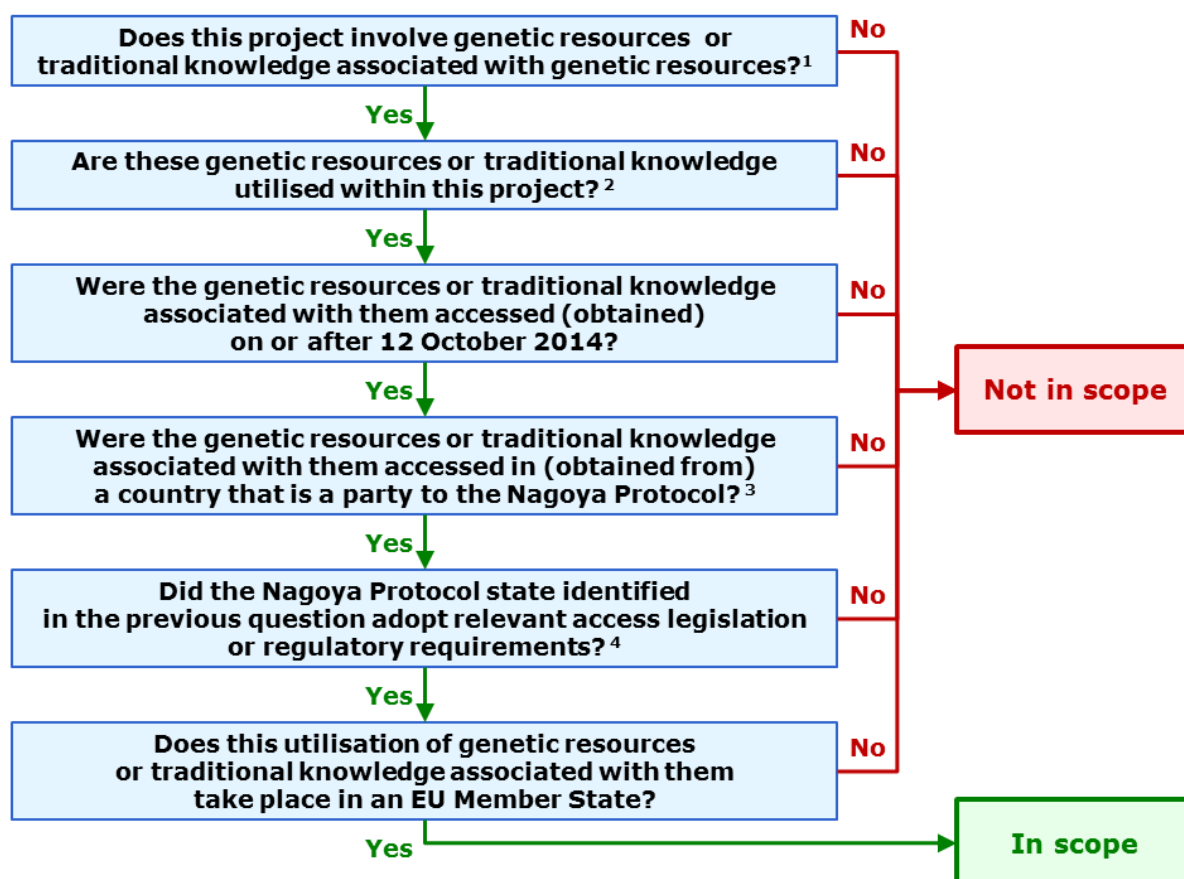 Does this project involve genetic resources or
traditional knowledge associated with genetic resources?¹
No
Yes
Are these genetic resources or traditional knowledge
utilised within this project? ²
No
Yes
Were the genetic resources or traditional knowledge
associated with them accessed (obtained)
on or after 12 October 2014?
No
Yes
Not in scope
Were the genetic resources or traditional knowledge
associated with them accessed in (obtained from)
a country that is a party to the Nagoya Protocol? ³
No
Yes
Did the Nagoya Protocol state identified
in the previous question adopt relevant access legislation
or regulatory requirements? ⁴
No
Yes
Does this utilisation of genetic resources
or traditional knowledge associated with them
take place in an EU Member State?
No
Yes
In scope